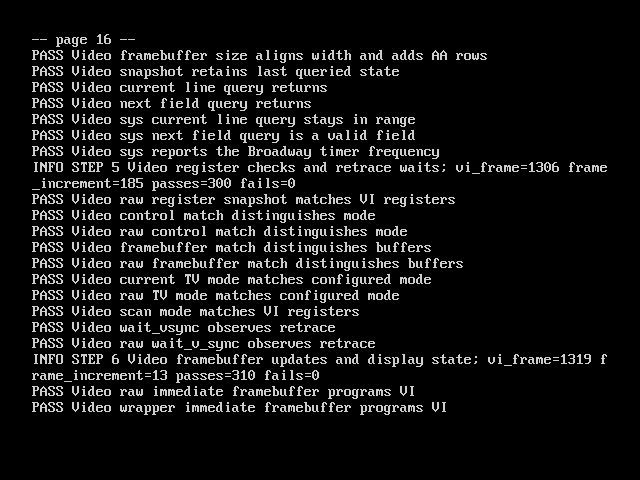 -- page 16 --
PASS Video framebuffer size aligns width and adds AA rows
PASS Video snapshot retains last queried state
PASS Video current line query returns
PASS Video next field query returns
PASS Video sys current line query stays in range
PASS Video sys next field query is a valid field
PASS Video sys reports the Broadway timer frequency
INFO STEP 5 Video register checks and retrace waits; vi_frame=1306 frame
_increment=185 passes=300 fails=0
PASS Video raw register snapshot matches VI registers
PASS Video control match distinguishes mode
PASS Video raw control match distinguishes mode
PASS Video framebuffer match distinguishes buffers
PASS Video raw framebuffer match distinguishes buffers
PASS Video current TV mode matches configured mode
PASS Video raw TV mode matches configured mode
PASS Video scan mode matches VI registers
PASS Video wait_vsync observes retrace
PASS Video raw wait_v_sync observes retrace
INFO STEP 6 Video framebuffer updates and display state; vi_frame=1319 f
rame_increment=13 passes=310 fails=0
PASS Video raw immediate framebuffer programs VI
PASS Video wrapper immediate framebuffer programs VI